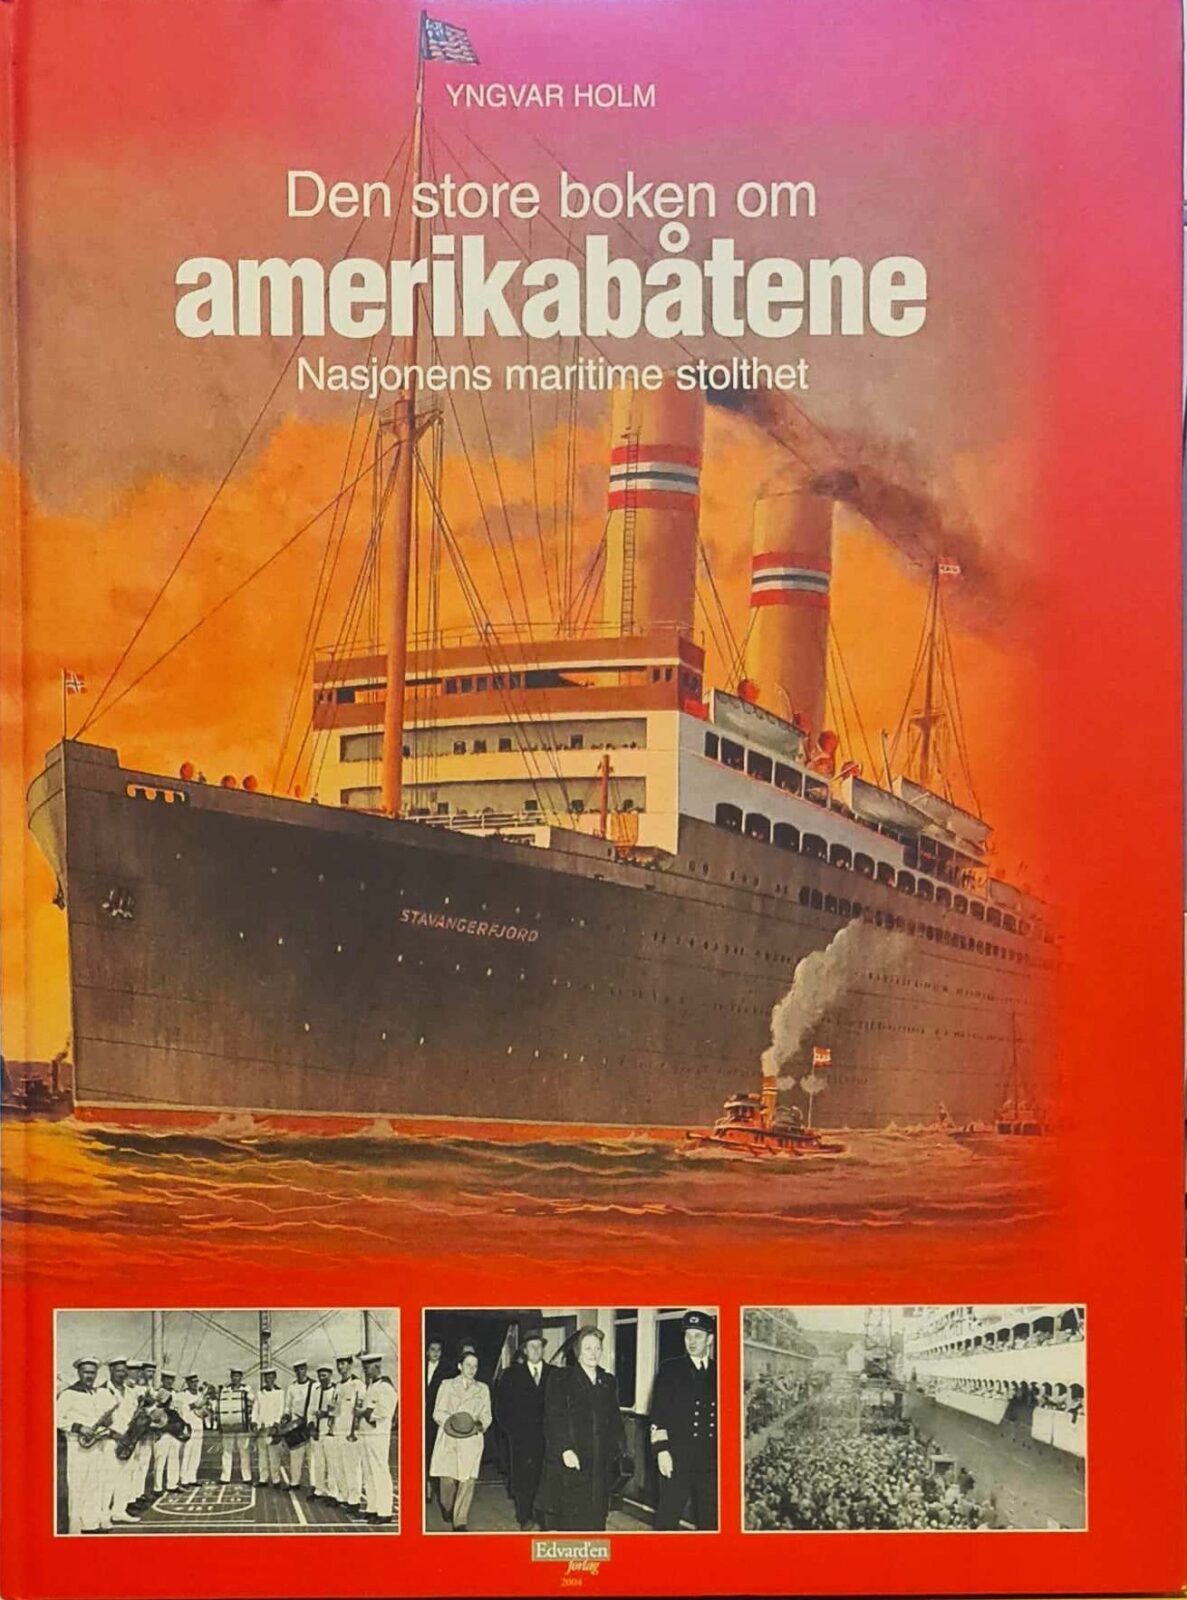 YNGVAR HOLM
Den store boken om
amerikabåtene
Nasjonens maritime stolthet
STAVANGERFJORD
Edvard'en
forlag
2004